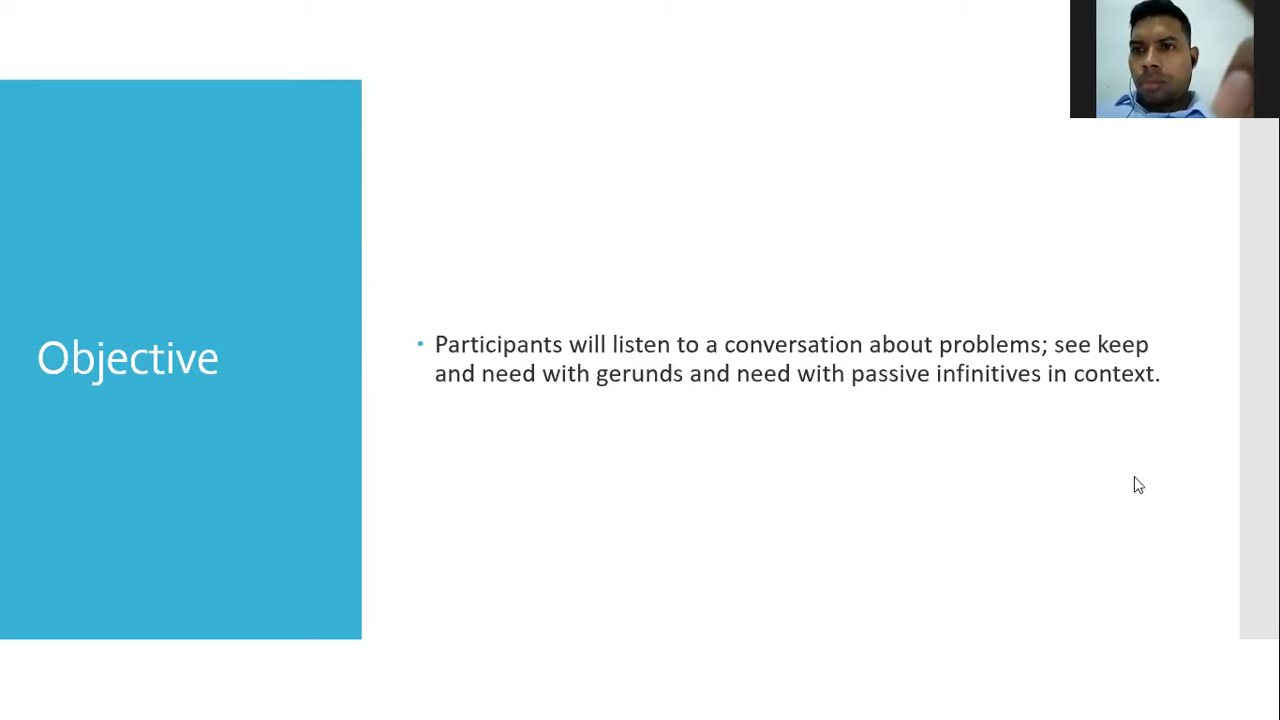 Objective
• Participants will listen to a conversation about problems; see keep
and need with gerunds and need with passive infinitives in context.